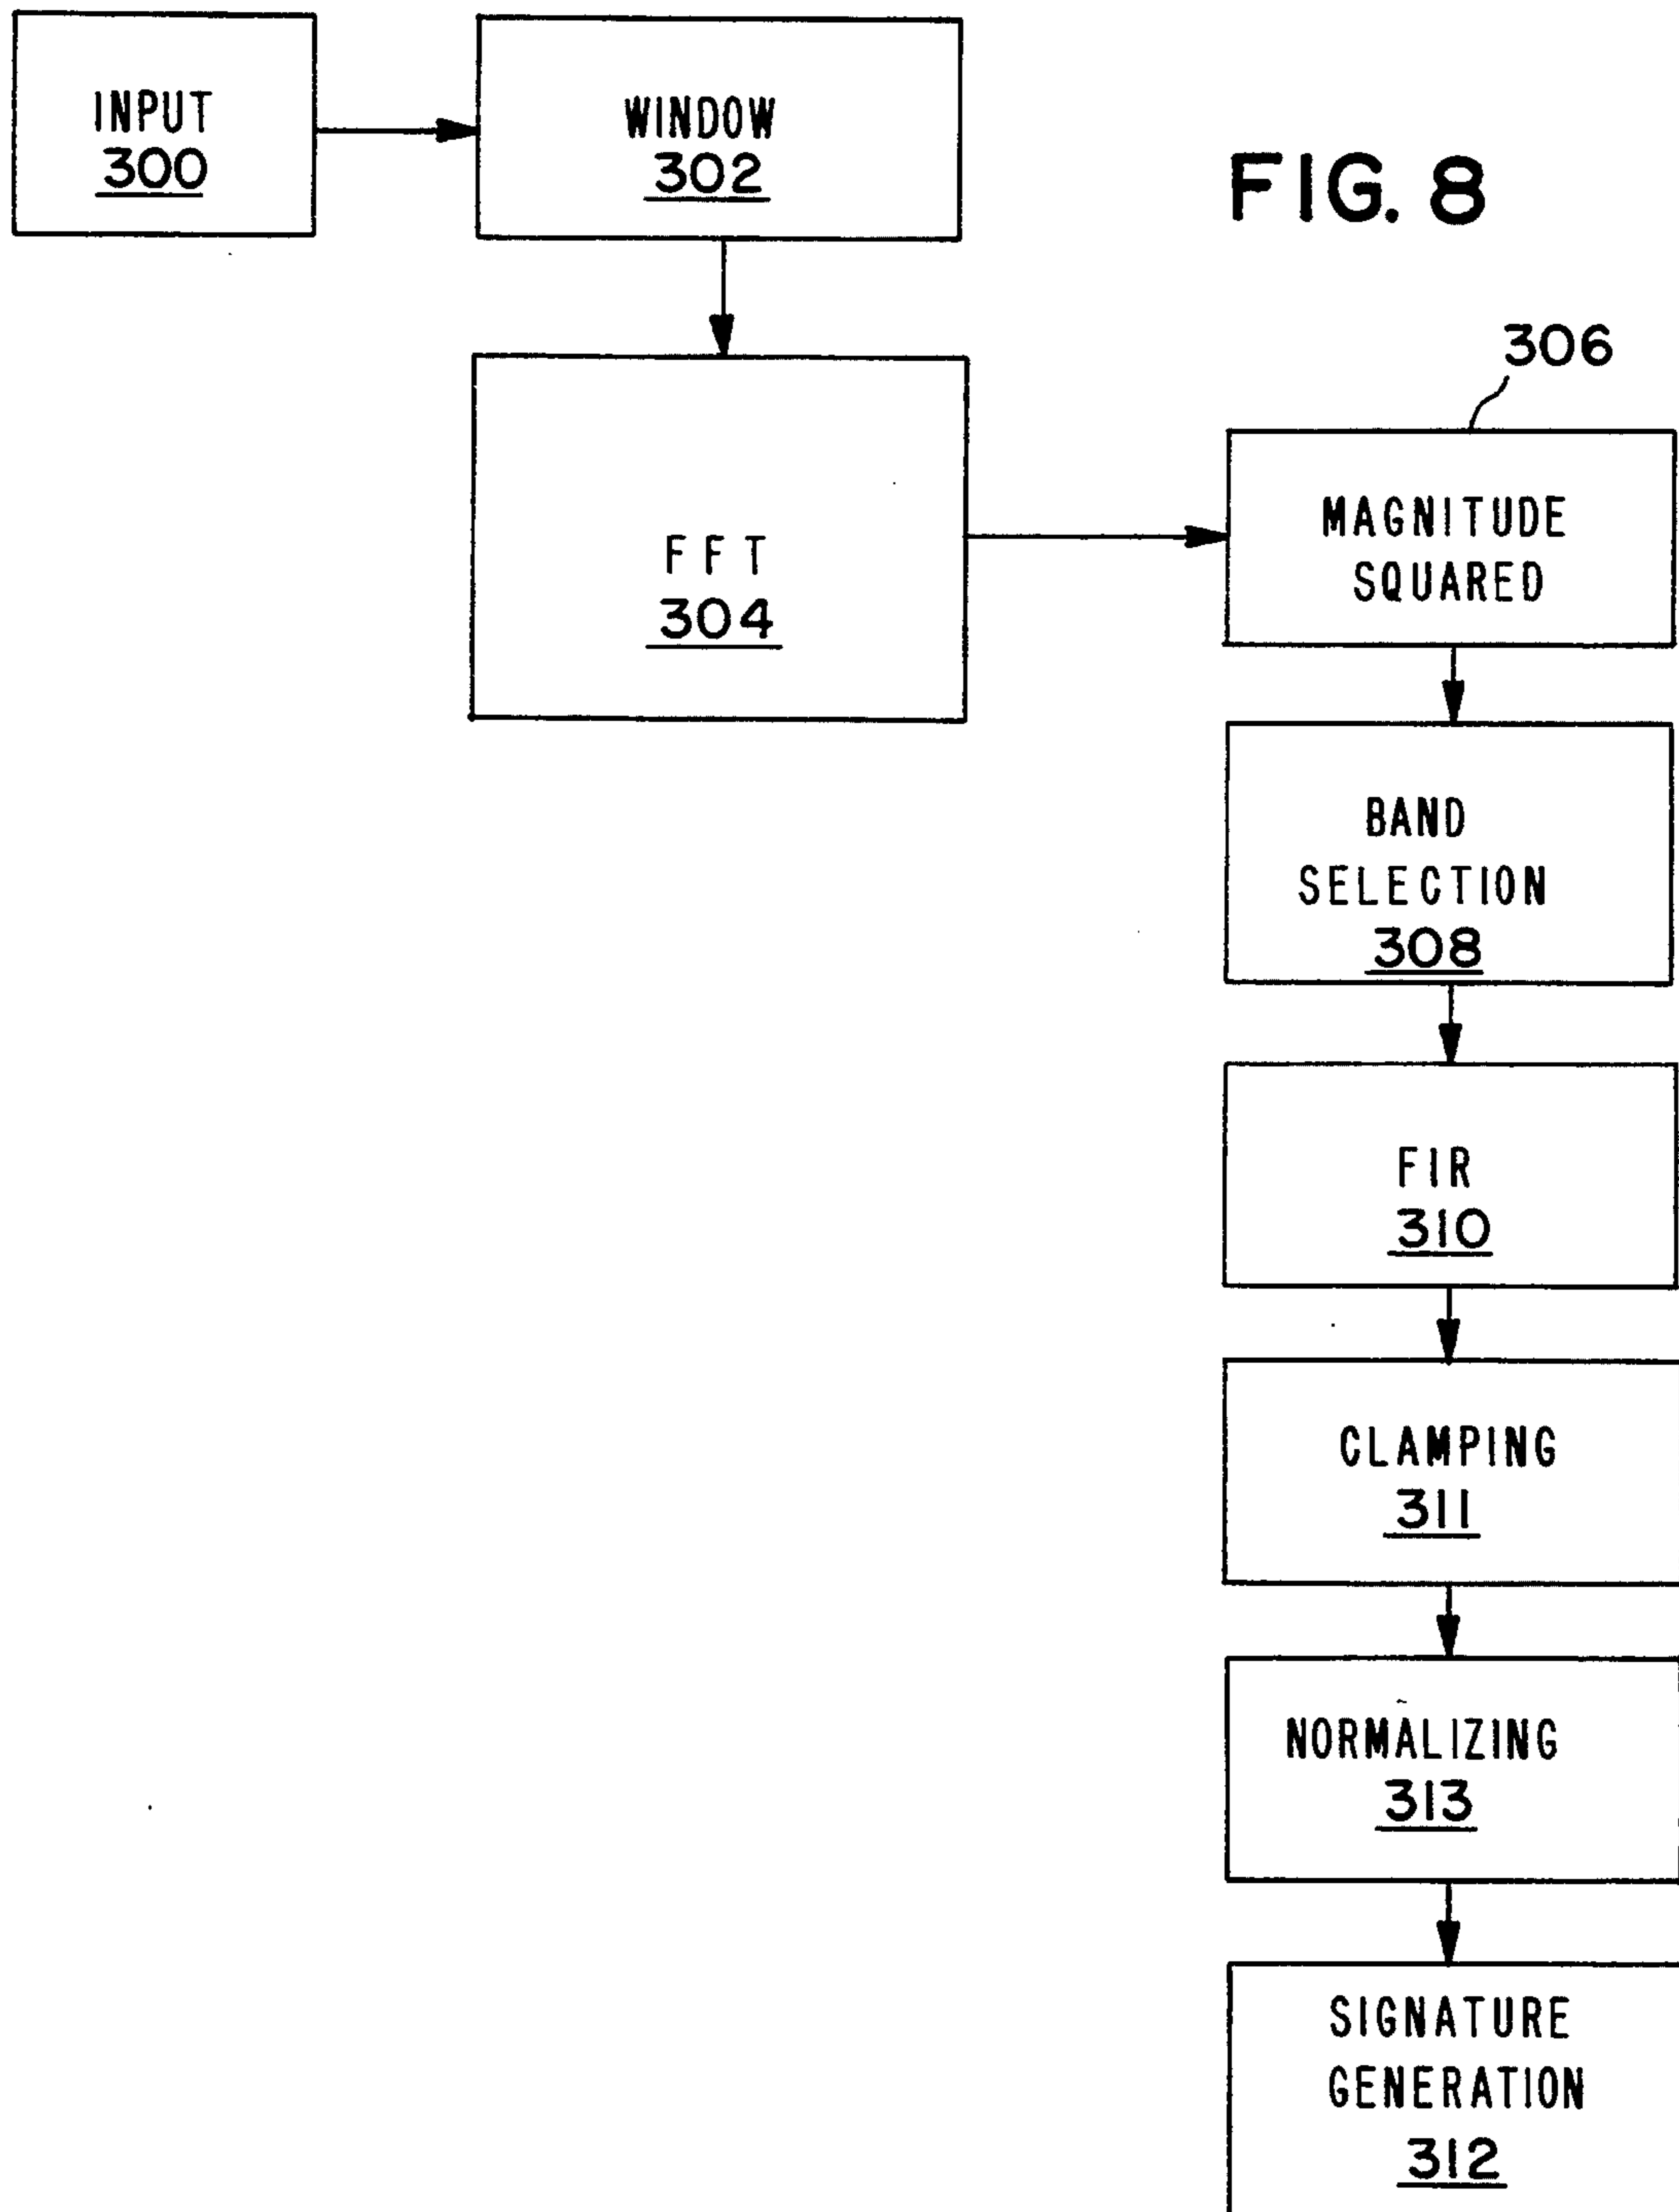 INPUT
300
WINDOW
302
FIG. 8
FFT
304
306
MAGNITUDE
SQUARED
BAND
SELECTION
308
FIR
310
CLAMPING
311
NORMALIZING
313
SIGNATURE
GENERATION
312